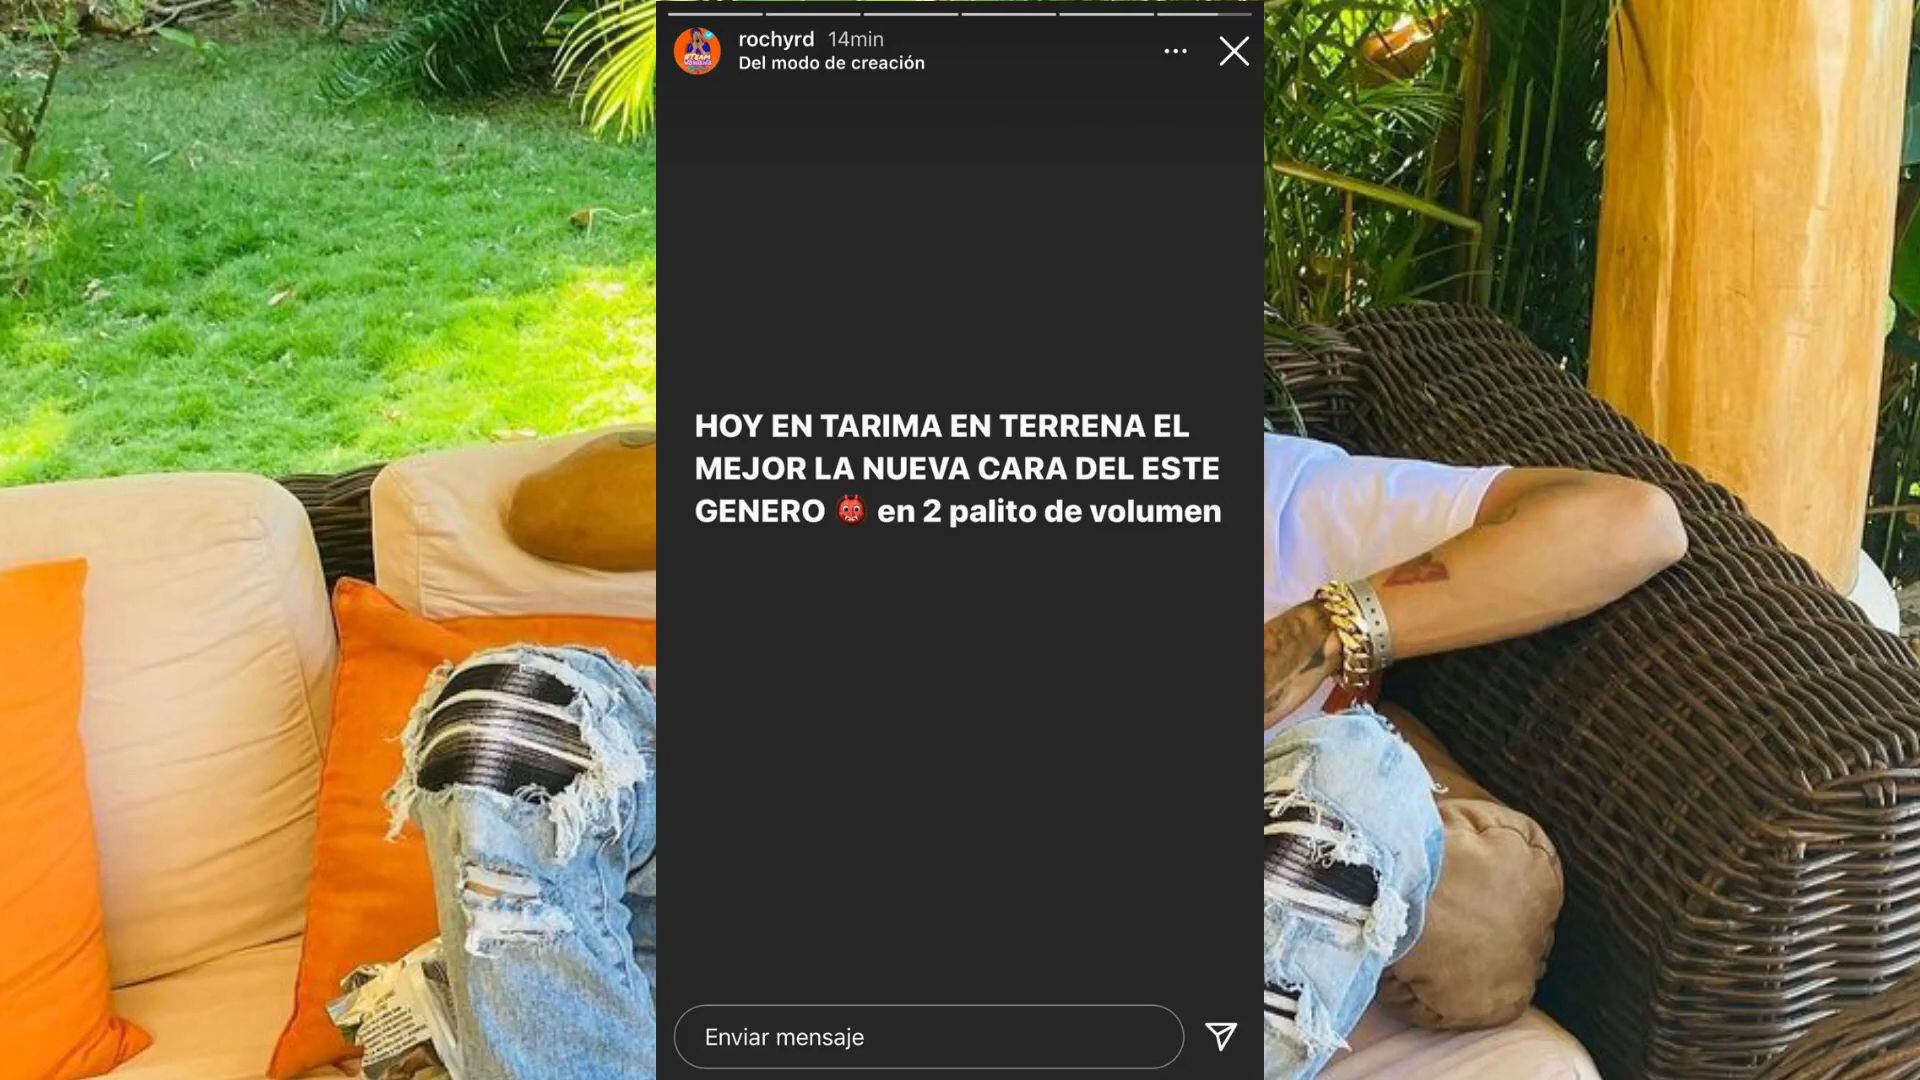 rochyrd 14min
Del modo de creación
HOY EN TARIMA EN TERRENA EL
MEJOR LA NUEVA CARA DEL ESTE
GENERO 👹 en 2 palito de volumen
Enviar mensaje